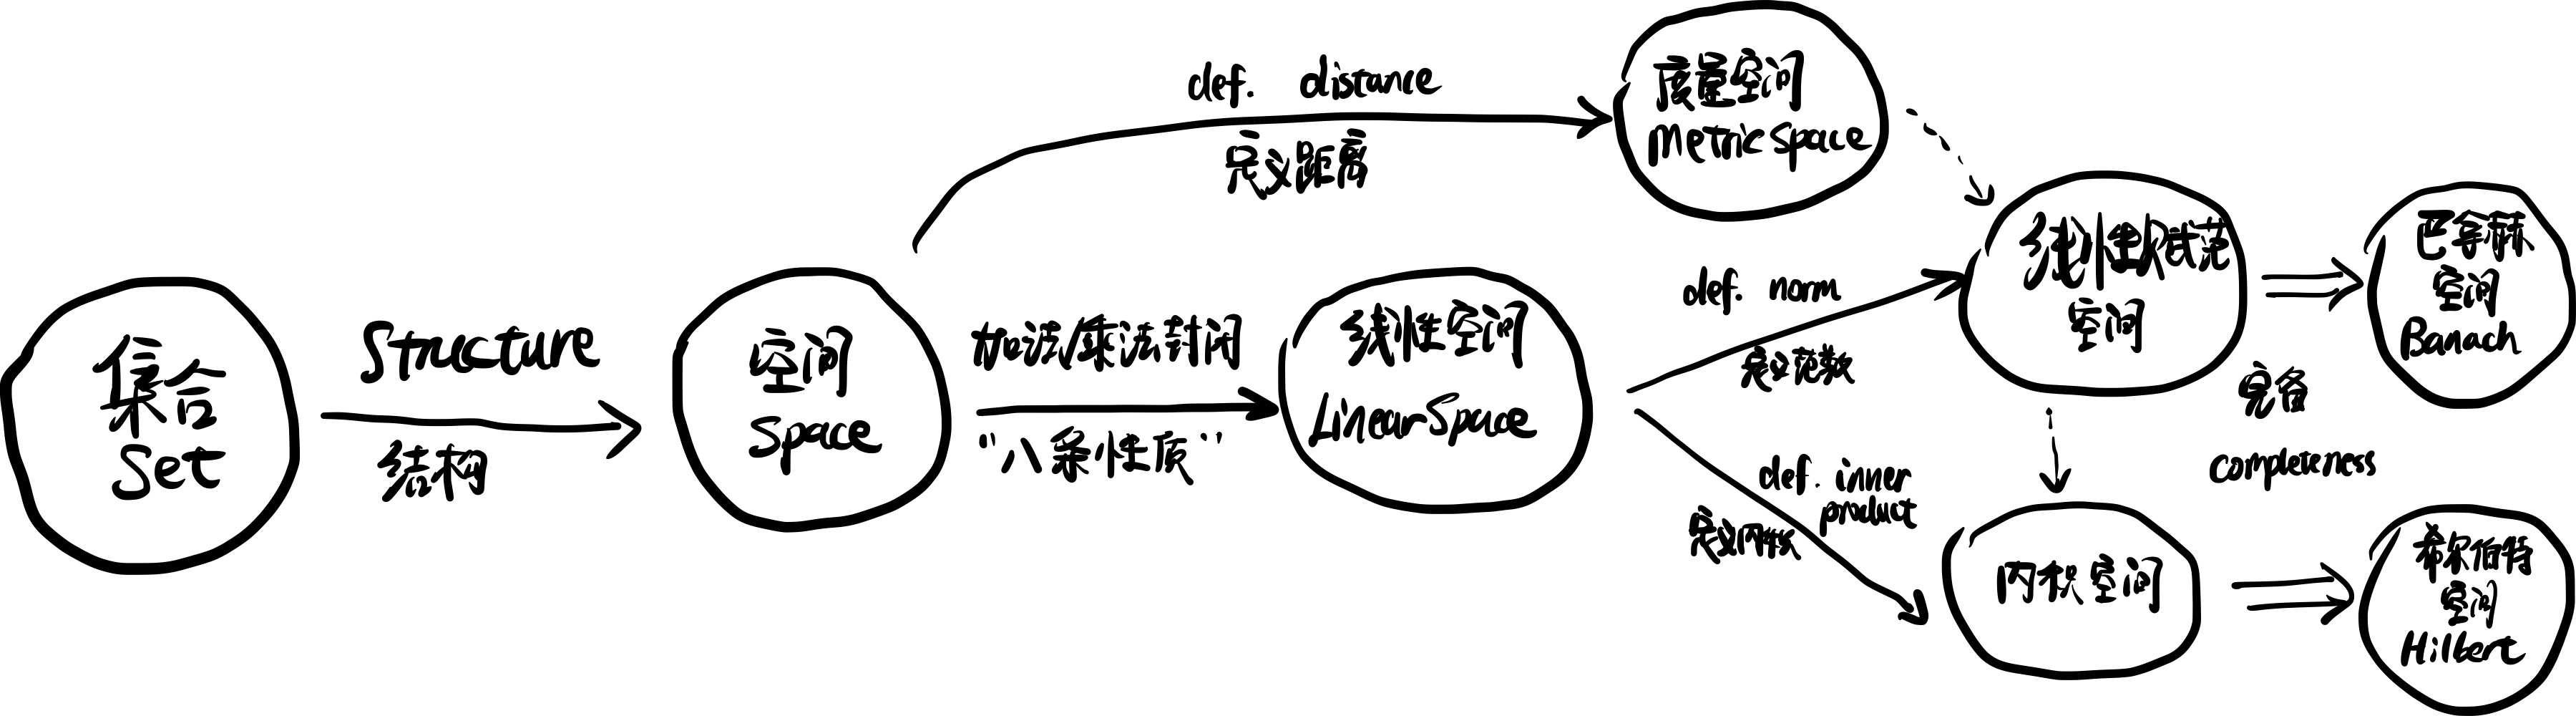 集合
Set
Structure
结构
空间
Space
def. distance
定义距离
度量空间
Metric Space
加法/乘法封闭
“八条性质”
线性空间
Linear Space
def. norm
定义范数
线性赋范
空间
巴拿赫
空间
Banach
完备
completeness
def. inner
product
定义内积
内积空间
希尔伯特
空间
Hilbert